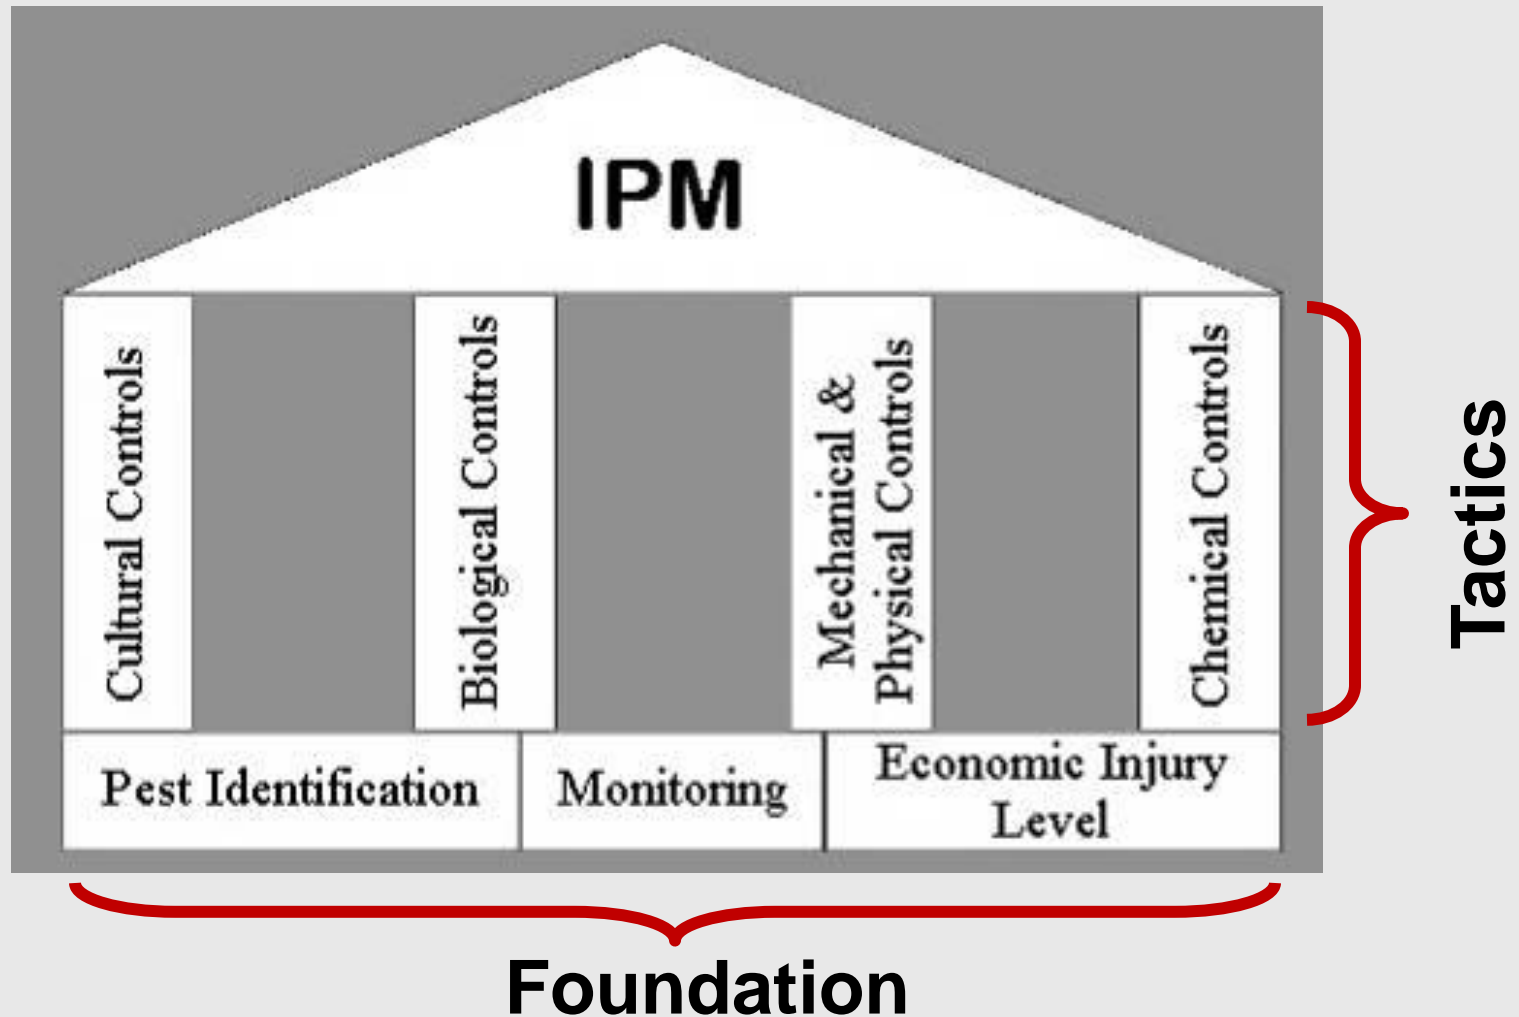 IPM
Cultural Controls
Biological Controls
Mechanical &
Physical Controls
Chemical Controls
Tactics
Pest Identification
Monitoring
Economic Injury
Level
Foundation